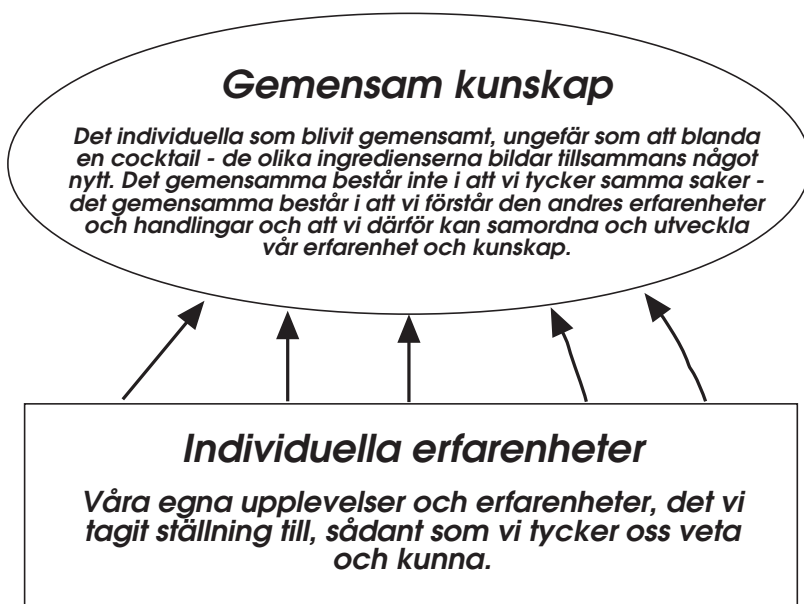 Gemensam kunskap
Det individuella som blivit gemensamt, ungefär som att blanda
en cocktail - de olika ingredienserna bildar tillsammans något
nytt. Det gemensamma består inte i att vi tycker samma saker -
det gemensamma består i att vi förstår den andres erfarenheter
och handlingar och att vi därför kan samordna och utveckla
vår erfarenhet och kunskap.
Individuella erfarenheter
Våra egna upplevelser och erfarenheter, det vi
tagit ställning till, sådant som vi tycker oss veta
och kunna.